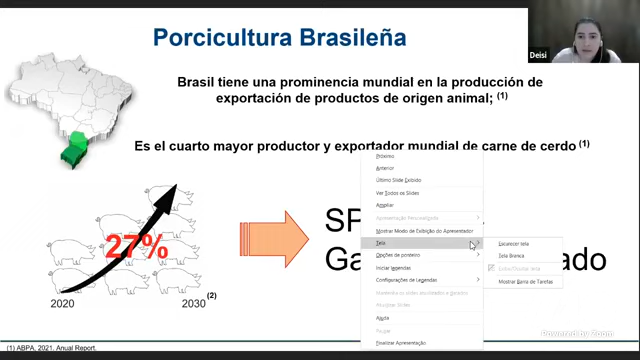 Porcicultura Brasileña
Deisi
Brasil tiene una prominencia mundial en la producción de
exportación de productos de origen animal; (1)
Es el cuarto mayor productor y exportador mundial de carne de cerdo (1)
27%
2020
2030
(2)
SP
Ga
ado
Próximo
Anterior
Último Slide Exibido
Ver Todos os Slides
Ampliar
Apresentação Personalizada
Mostrar Modo de Exibição do Apresentador
Tela
Opções de ponteiro
Iniciar legendas
Configurações de Legendas
Ajuda
Pausar
Finalizar Apresentação
Escurecer tela
Tela Branca
Mostrar Barra de Tarefas
Powered by Zoom
(1) ABPA, 2021. Anual Report.